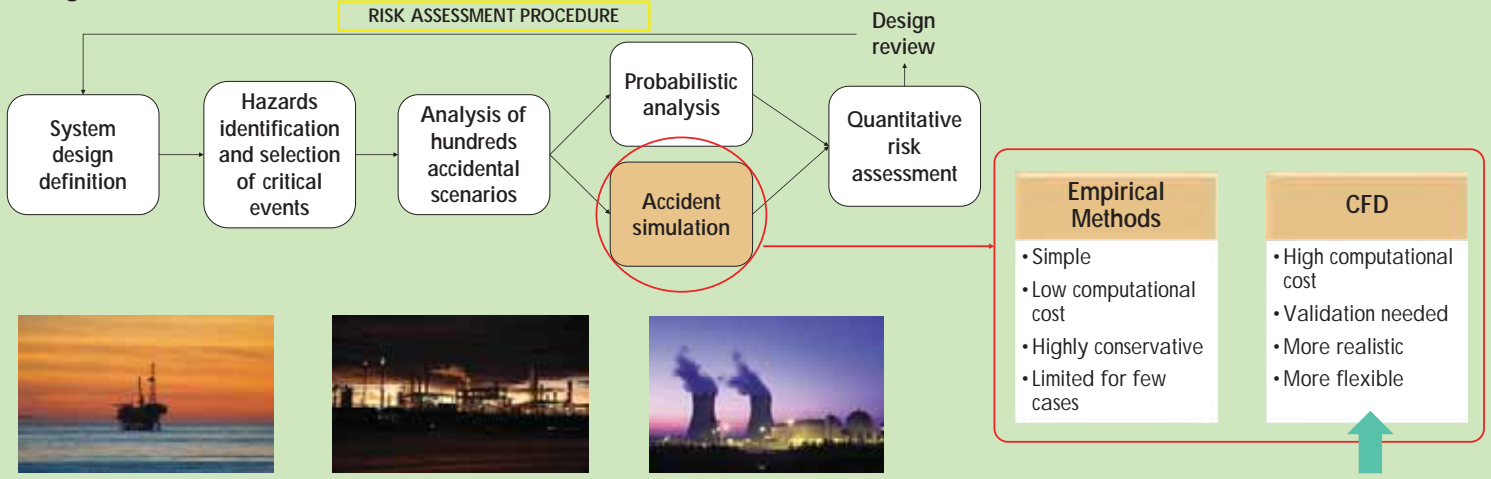 RISK ASSESSMENT PROCEDURE
Design
review
System
design
definition
Hazards
identification
and selection
of critical
events
Analysis of
hundreds
accidental
scenarios
Probabilistic
analysis
Accident
simulation
Quantitative
risk
assessment
Empirical
Methods
• Simple
• Low computational
cost
• Highly conservative
• Limited for few
cases
CFD
• High computational
cost
• Validation needed
• More realistic
• More flexible